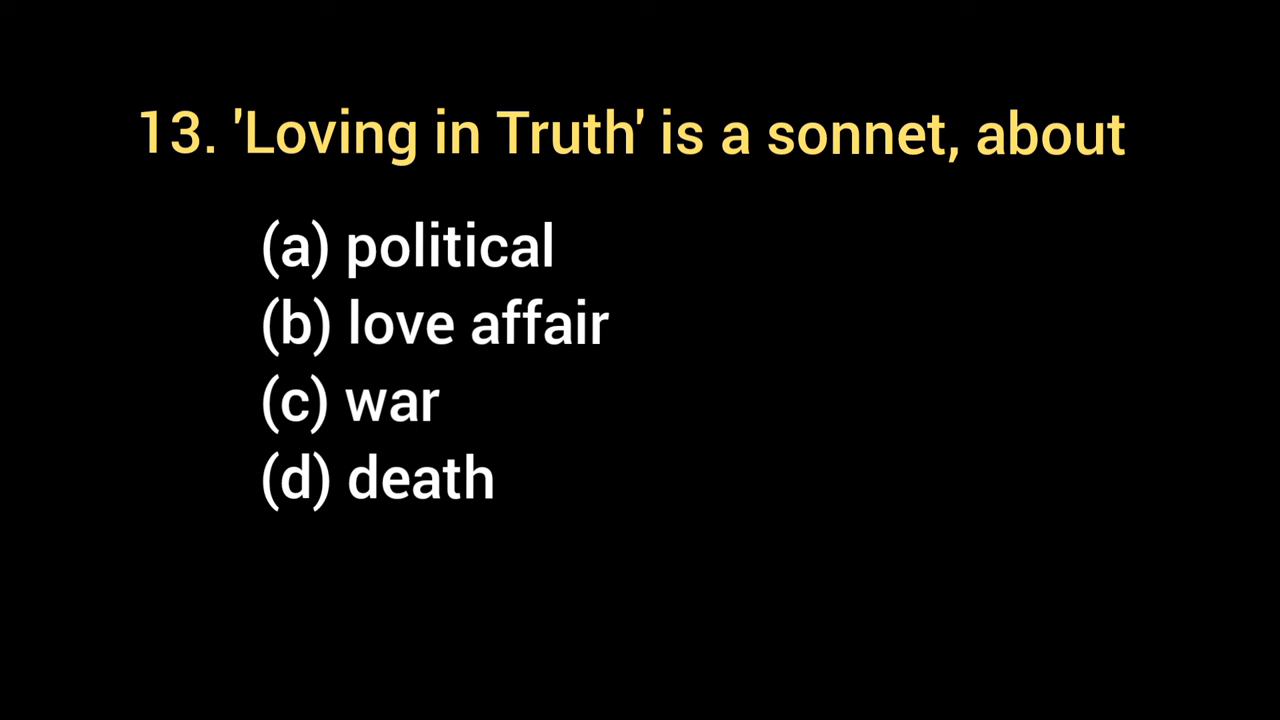 13. 'Loving in Truth' is a sonnet, about
(a) political
(b) love affair
(c) war
(d) death